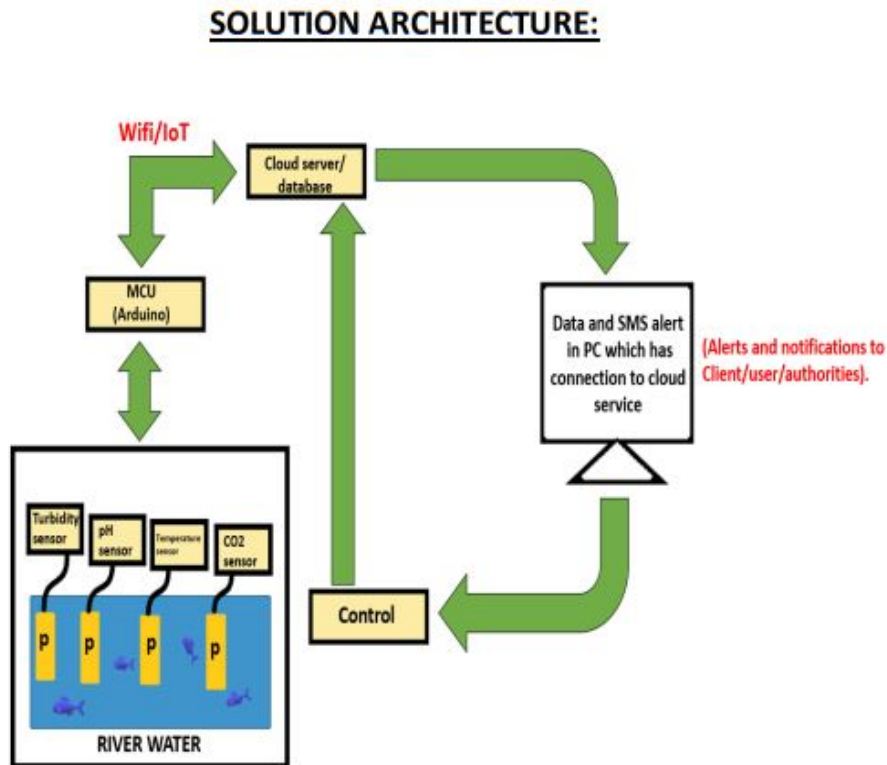 SOLUTION ARCHITECTURE:
Wifi/IoT
Cloud server/
database
MCU
(Arduino)
Data and SMS alert
in PC which has
connection to cloud
service
(Alerts and notifications to
Client/user/authorities).
Turbidity
sensor
pH
sensor
Temperature
sensor
CO2
sensor
Control
P
P
P
P
RIVER WATER